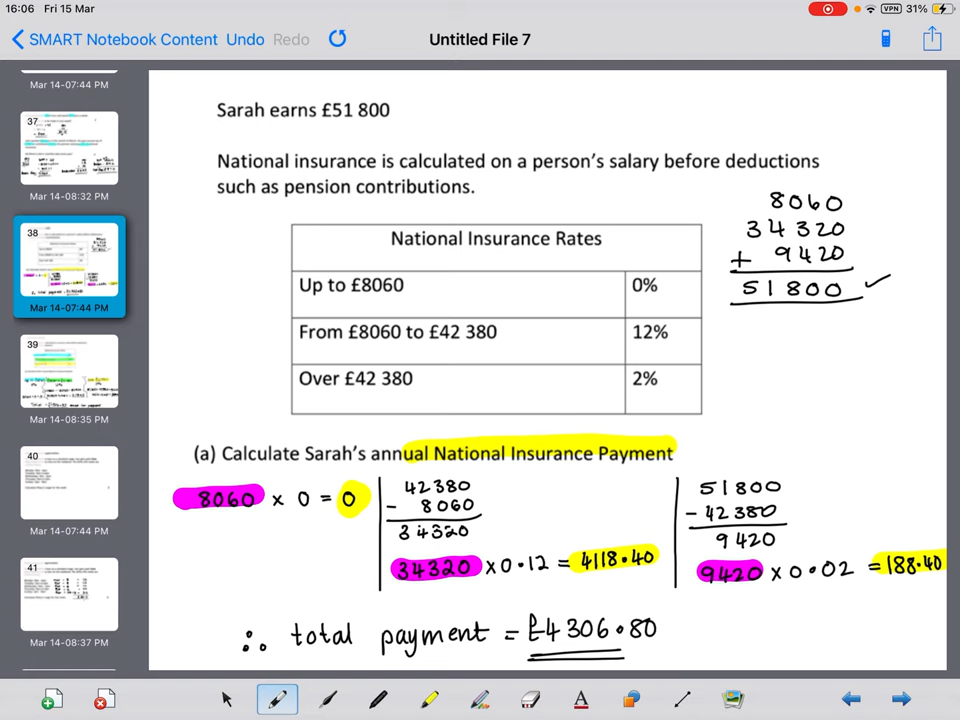 16:06 Fri 15 Mar
VPN 31%
SMART Notebook Content Undo Redo
Untitled File 7
Mar 14-07:44 PM
37
Mar 14-08:32 PM
38
Mar 14-07:44 PM
39
Mar 14-08:35 PM
40
Mar 14-07:44 PM
41
Mar 14-08:37 PM
Sarah earns £51 800
National insurance is calculated on a person's salary before deductions
such as pension contributions.
8060
34320
+ 9420
51800 ✓
National Insurance Rates
Up to £8060 0%
From £8060 to £42 380 12%
Over £42 380 2%
(a) Calculate Sarah's annual National Insurance Payment
8060 x 0 = 0
42380
- 8060
34320
34320 x 0.12 = 4118.40
51800
- 42380
9420
9420 x 0.02 = 188.40
∴ total payment = £4306.80
A